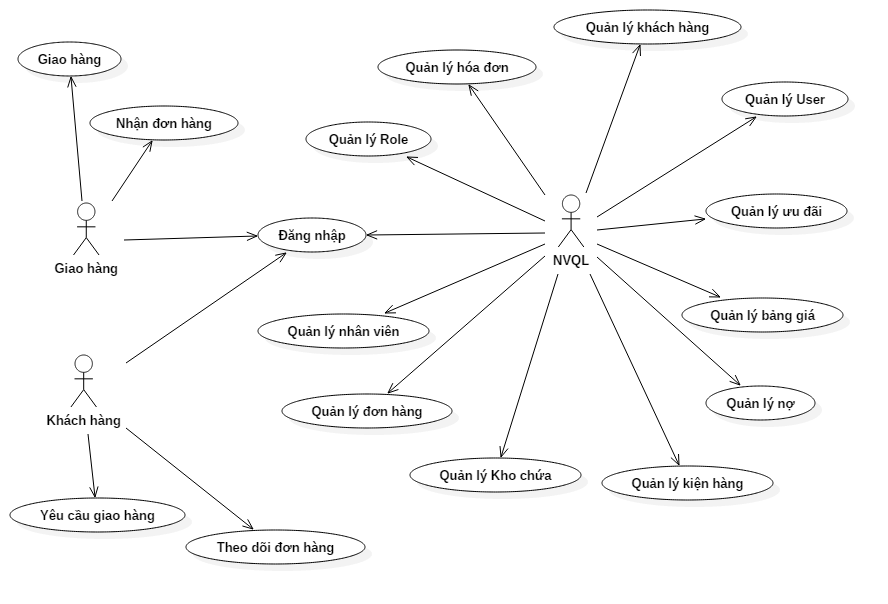 Quản lý khách hàng
Giao hàng
Quản lý hóa đơn
Quản lý User
Nhận đơn hàng
Quản lý Role
Quản lý ưu đãi
Đăng nhập
NVQL
Giao hàng
Quản lý bảng giá
Quản lý nhân viên
Quản lý nợ
Quản lý đơn hàng
Khách hàng
Quản lý Kho chứa
Quản lý kiện hàng
Yêu cầu giao hàng
Theo dõi đơn hàng